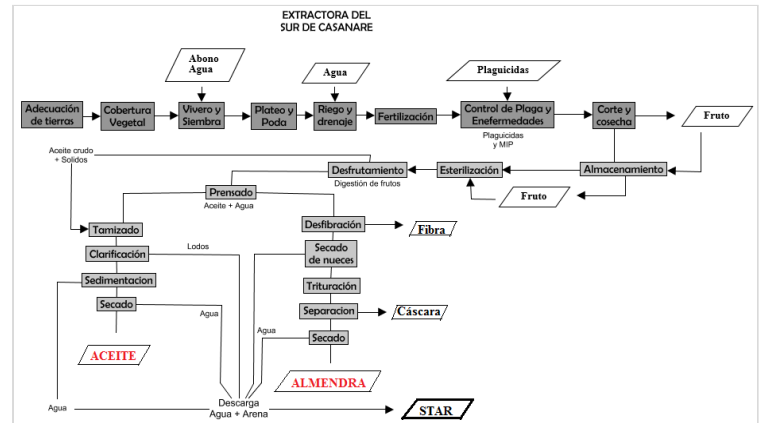 EXTRACTORA DEL
SUR DE CASANARE
Abono
Agua
Agua
Plaguicidas
Adecuación
de tierras
Cobertura
Vegetal
Vivero y
Siembra
Plateo y
Poda
Riego y
drenaje
Fertilización
Control de Plaga y
Enefermedades
Corte y
cosecha
Fruto
Plaguicidas
y MIP
Aceite crudo
+ Solidos
Desfrutamiento
Esterilización
Almacenamiento
Digestión de frutos
Prensado
Fruto
Aceite + Agua
Tamizado
Desfibración
Fibra
Clarificación
Lodos
Secado
de nueces
Sedimentacion
Trituración
Secado
Agua
Separacion
Cáscara
Agua
Secado
ACEITE
ALMENDRA
Agua
Descarga
Agua + Arena
STAR